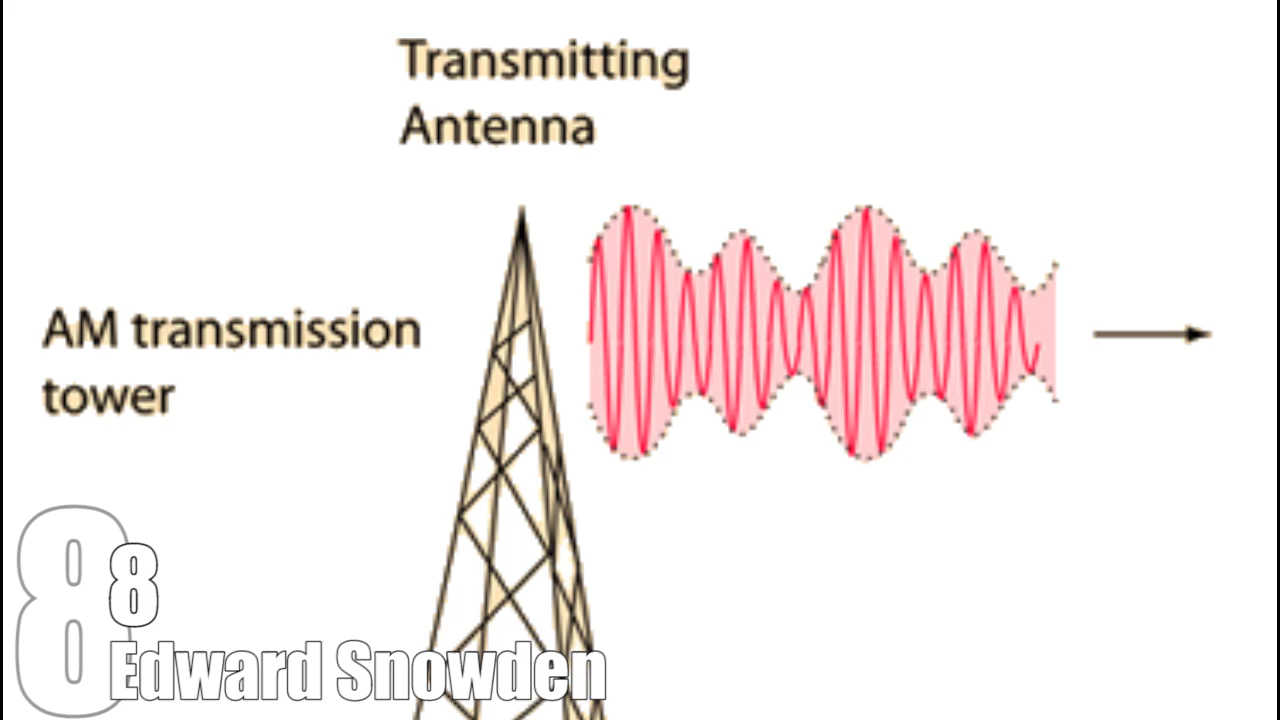 Transmitting
Antenna
AM transmission
tower
8
8
Edward Snowden